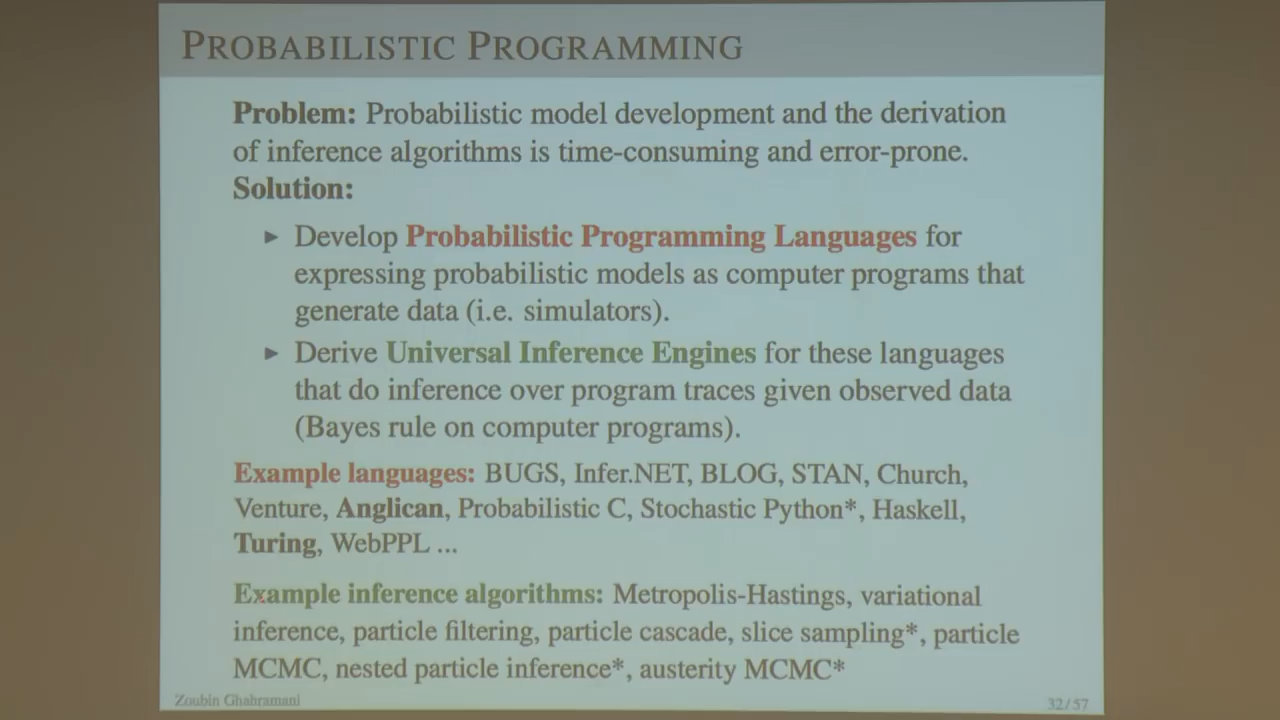 PROBABILISTIC PROGRAMMING
Problem: Probabilistic model development and the derivation
of inference algorithms is time-consuming and error-prone.
Solution:
► Develop Probabilistic Programming Languages for
expressing probabilistic models as computer programs that
generate data (i.e. simulators).
► Derive Universal Inference Engines for these languages
that do inference over program traces given observed data
(Bayes rule on computer programs).
Example languages: BUGS, Infer.NET, BLOG, STAN, Church,
Venture, Anglican, Probabilistic C, Stochastic Python*, Haskell,
Turing, WebPPL ...
Example inference algorithms: Metropolis-Hastings, variational
inference, particle filtering, particle cascade, slice sampling*, particle
MCMC, nested particle inference*, austerity MCMC*
Zoubin Ghahramani
32 / 57